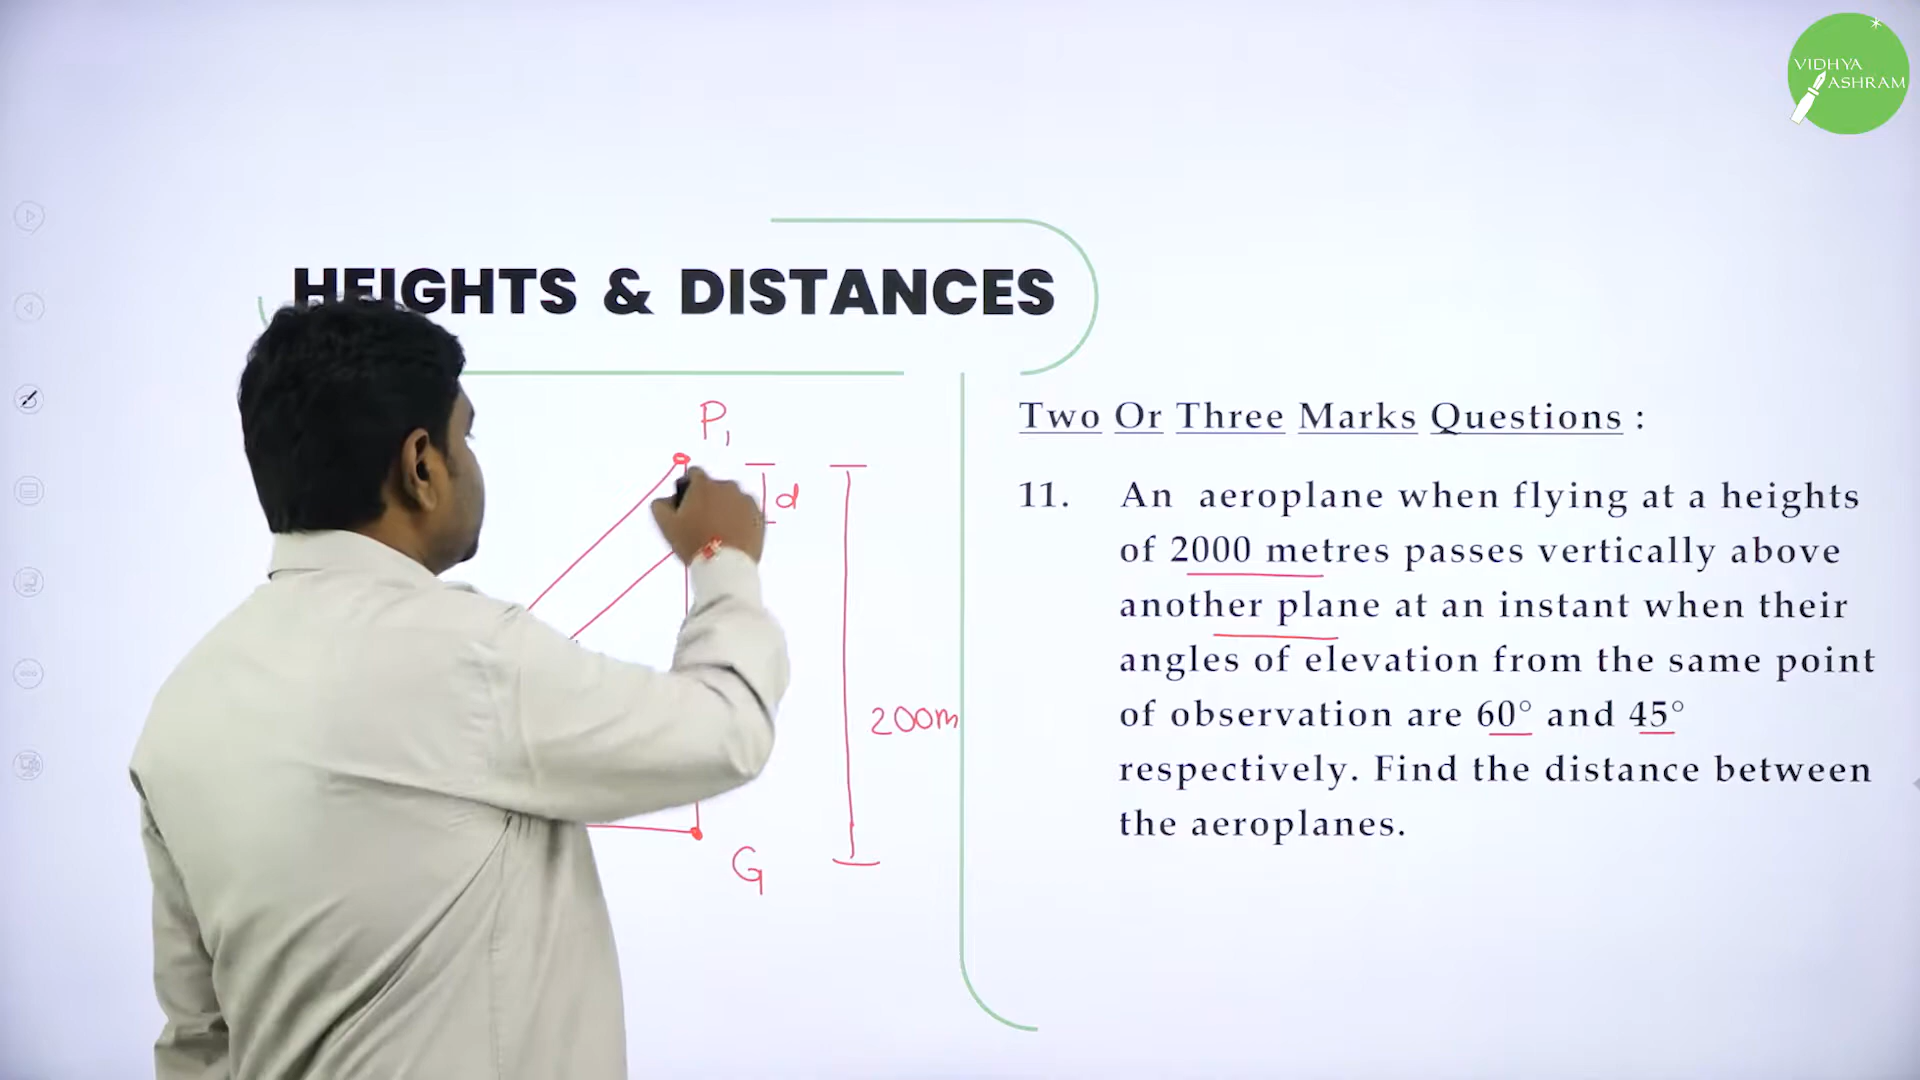 VIDHYA
ASHRAM
HEIGHTS & DISTANCES
P1
d
200m
G
Two Or Three Marks Questions :
11. An aeroplane when flying at a heights
of 2000 metres passes vertically above
another plane at an instant when their
angles of elevation from the same point
of observation are 60° and 45°
respectively. Find the distance between
the aeroplanes.